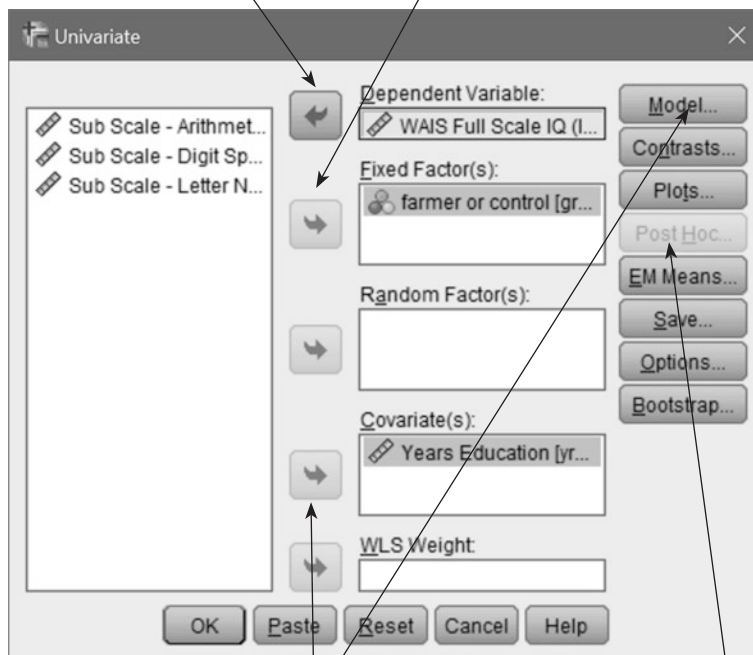 Univariate
Sub Scale - Arithmet...
Sub Scale - Digit Sp...
Sub Scale - Letter N...
Dependent Variable:
WAIS Full Scale IQ (I...
Fixed Factor(s):
farmer or control [gr...
Random Factor(s):
Covariate(s):
Years Education [yr...
WLS Weight:
Model...
Contrasts...
Plots...
Post Hoc...
EM Means...
Save...
Options...
Bootstrap...
OK
Paste
Reset
Cancel
Help